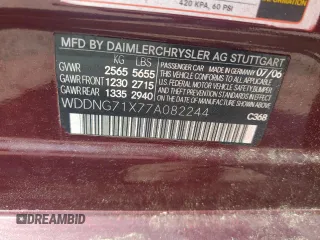 420 KPA, 60 PSI
MFD. BY DAIMLERCHRYSLER AG STUTTGART
KG LBS
PASSENGER CAR MADE IN GERMANY 07/06
GVWR 2565 5655
GAWR FRONT 1230 2715
GAWR REAR 1335 2940
THIS VEHICLE CONFORMS TO ALL APPLICABLE
U.S. FEDERAL MOTOR VEHICLE SAFETY, BUMPER,
AND THEFT PREVENTION STANDARDS IN EFFECT
ON THE DATE OF MANUFACTURE SHOWN ABOVE.
WDDNG71X77A082244
C368
DREAMBID